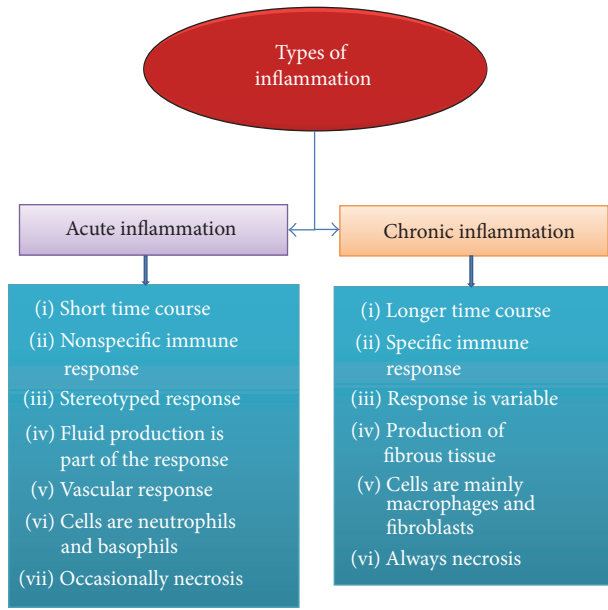 Types of
inflammation
Acute inflammation
(i) Short time course
(ii) Nonspecific immune
response
(iii) Stereotyped response
(iv) Fluid production is
part of the response
(v) Vascular response
(vi) Cells are neutrophils
and basophils
(vii) Occasionally necrosis
Chronic inflammation
(i) Longer time course
(ii) Specific immune
response
(iii) Response is variable
(iv) Production of
fibrous tissue
(v) Cells are mainly
macrophages and
fibroblasts
(vi) Always necrosis